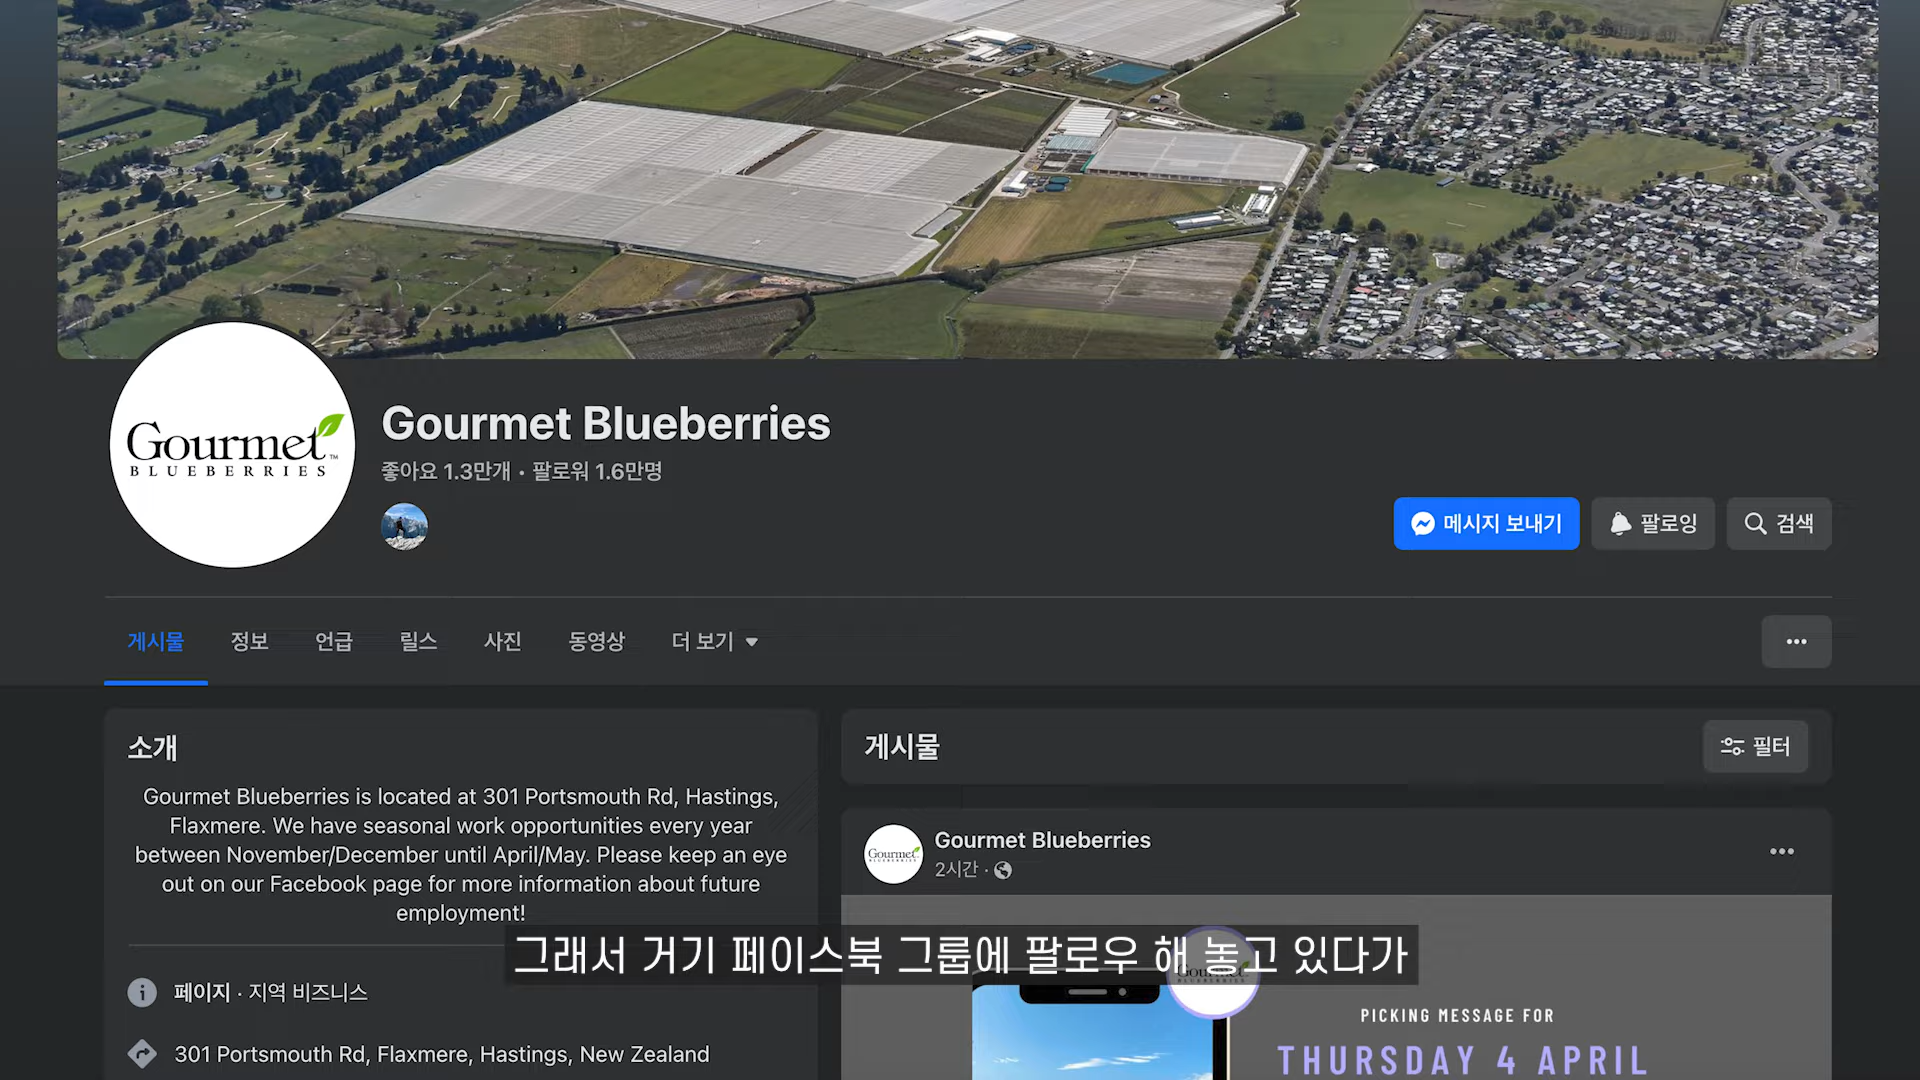 Gourmet™
BLUEBERRIES
Gourmet Blueberries
좋아요 1.3만개 • 팔로워 1.6만명
메시지 보내기
팔로잉
검색
게시물
정보
언급
릴스
사진
동영상
더 보기
소개
Gourmet Blueberries is located at 301 Portsmouth Rd, Hastings,
Flaxmere. We have seasonal work opportunities every year
between November/December until April/May. Please keep an eye
out on our Facebook page for more information about future
employment!
페이지 · 지역 비즈니스
301 Portsmouth Rd, Flaxmere, Hastings, New Zealand
게시물
필터
Gourmet
BLUEBERRIES
Gourmet Blueberries
2시간 ·
그래서 거기 페이스북 그룹에 팔로우 해 놓고 있다가
Gourmet
BLUEBERRIES
PICKING MESSAGE FOR
THURSDAY 4 APRIL